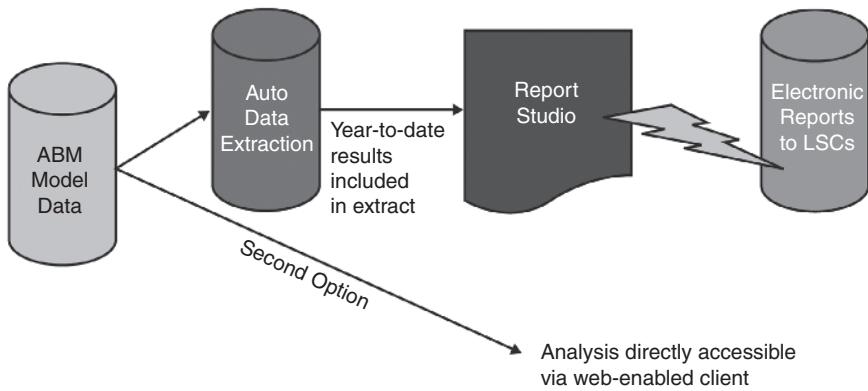 ABM
Model
Data
Auto
Data
Extraction
Year-to-date
results
included
in extract
Report
Studio
Electronic
Reports
to LSCs
Second Option
Analysis directly accessible
via web-enabled client